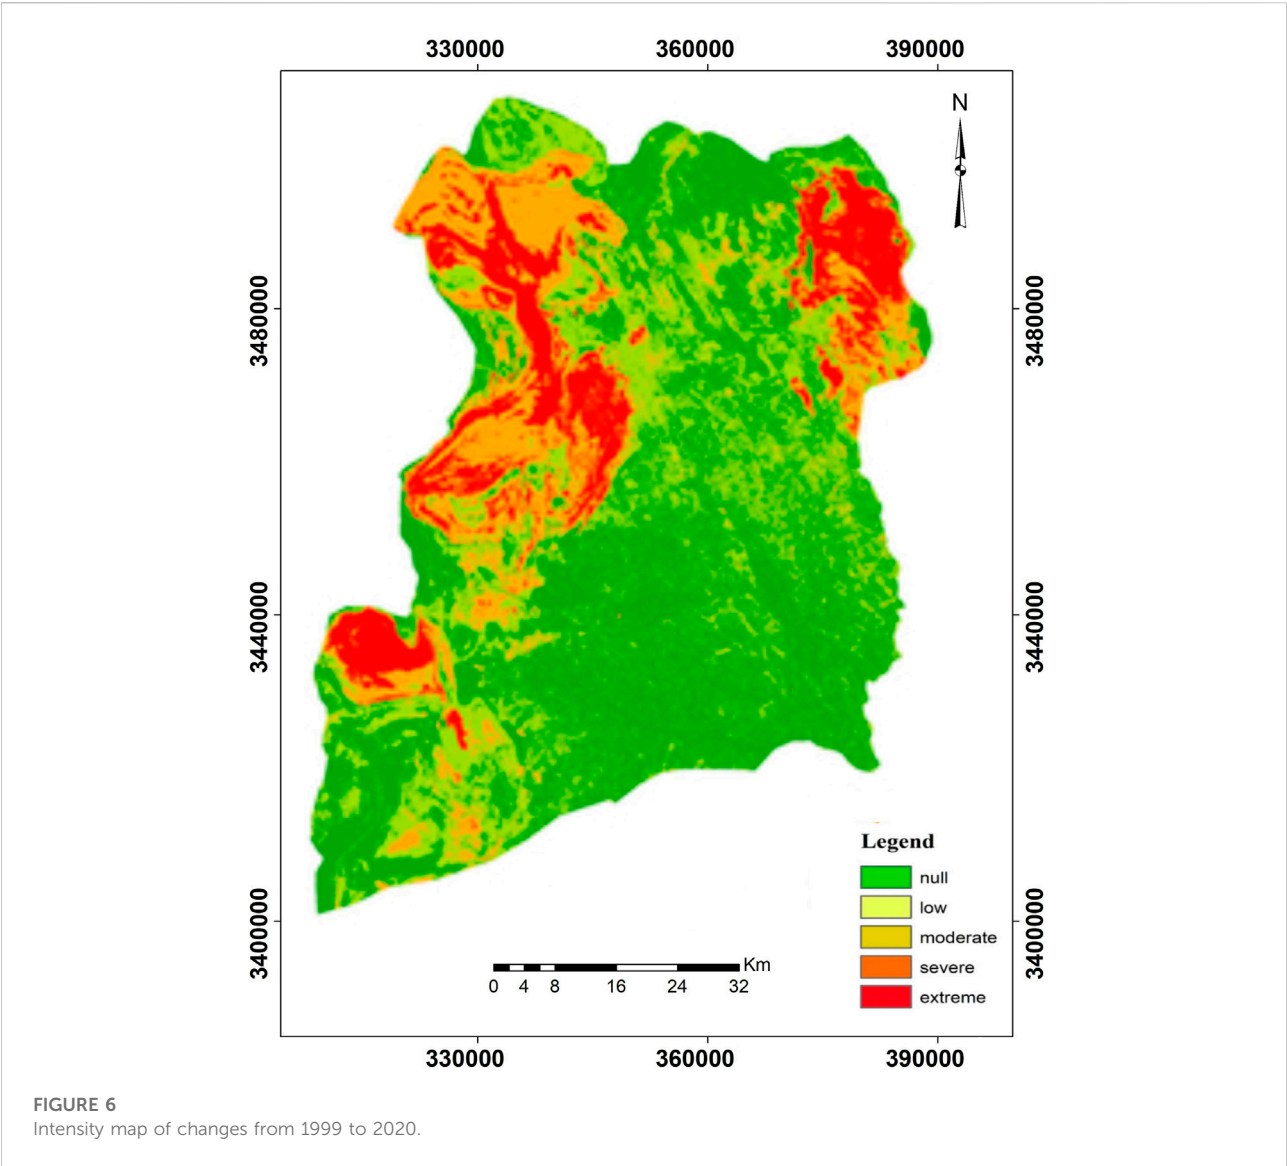 330000 360000 390000
N
3480000 3480000
3440000 3440000
3400000 3400000
Legend
null
low
moderate
severe
extreme
Km
0 4 8 16 24 32
330000 360000 390000
FIGURE 6
Intensity map of changes from 1999 to 2020.